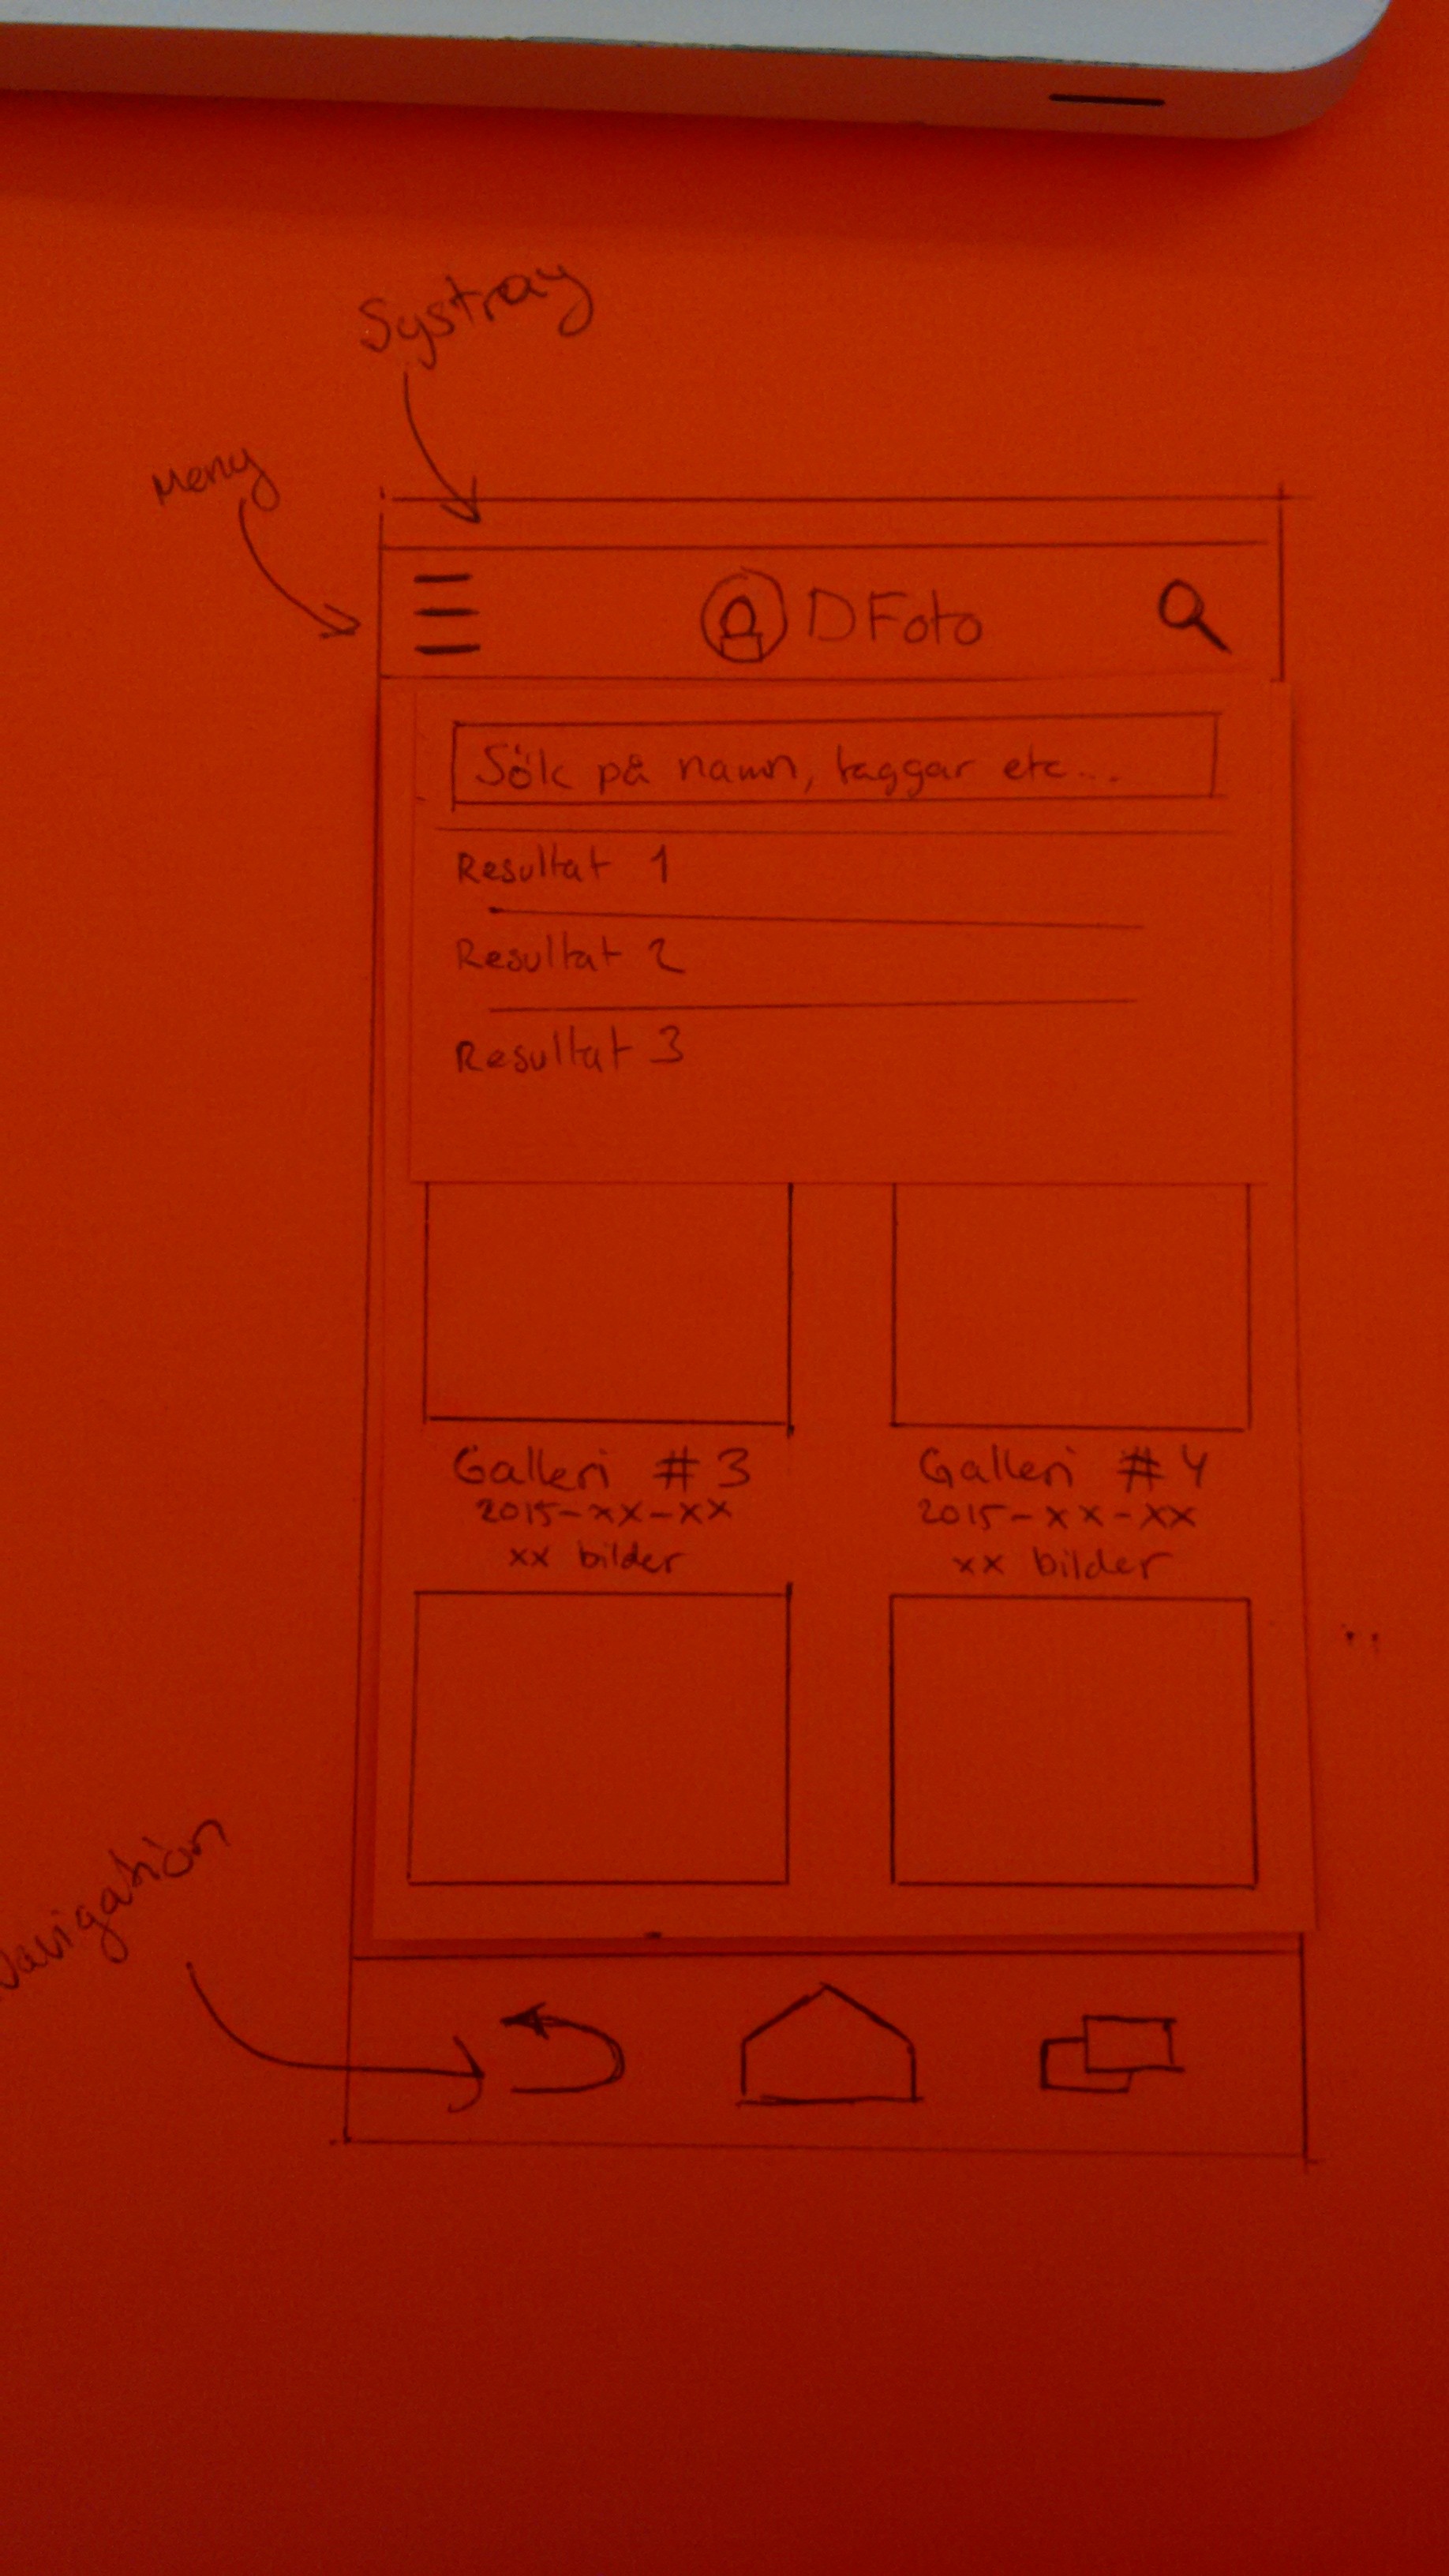 Systray
Meny
DFoto
Sök på namn, taggar etc...
Resultat 1
Resultat 2
Resultat 3
Galleri #3
2015-xx-xx
xx bilder
Galleri #4
2015-xx-xx
xx bilder
Navigation